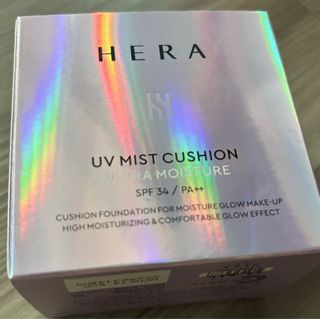 HERA
UV MIST CUSHION
ULTRA MOISTURE
SPF 34 / PA++
CUSHION FOUNDATION FOR MOISTURE GLOW MAKE-UP
HIGH MOISTURIZING & COMFORTABLE GLOW EFFECT